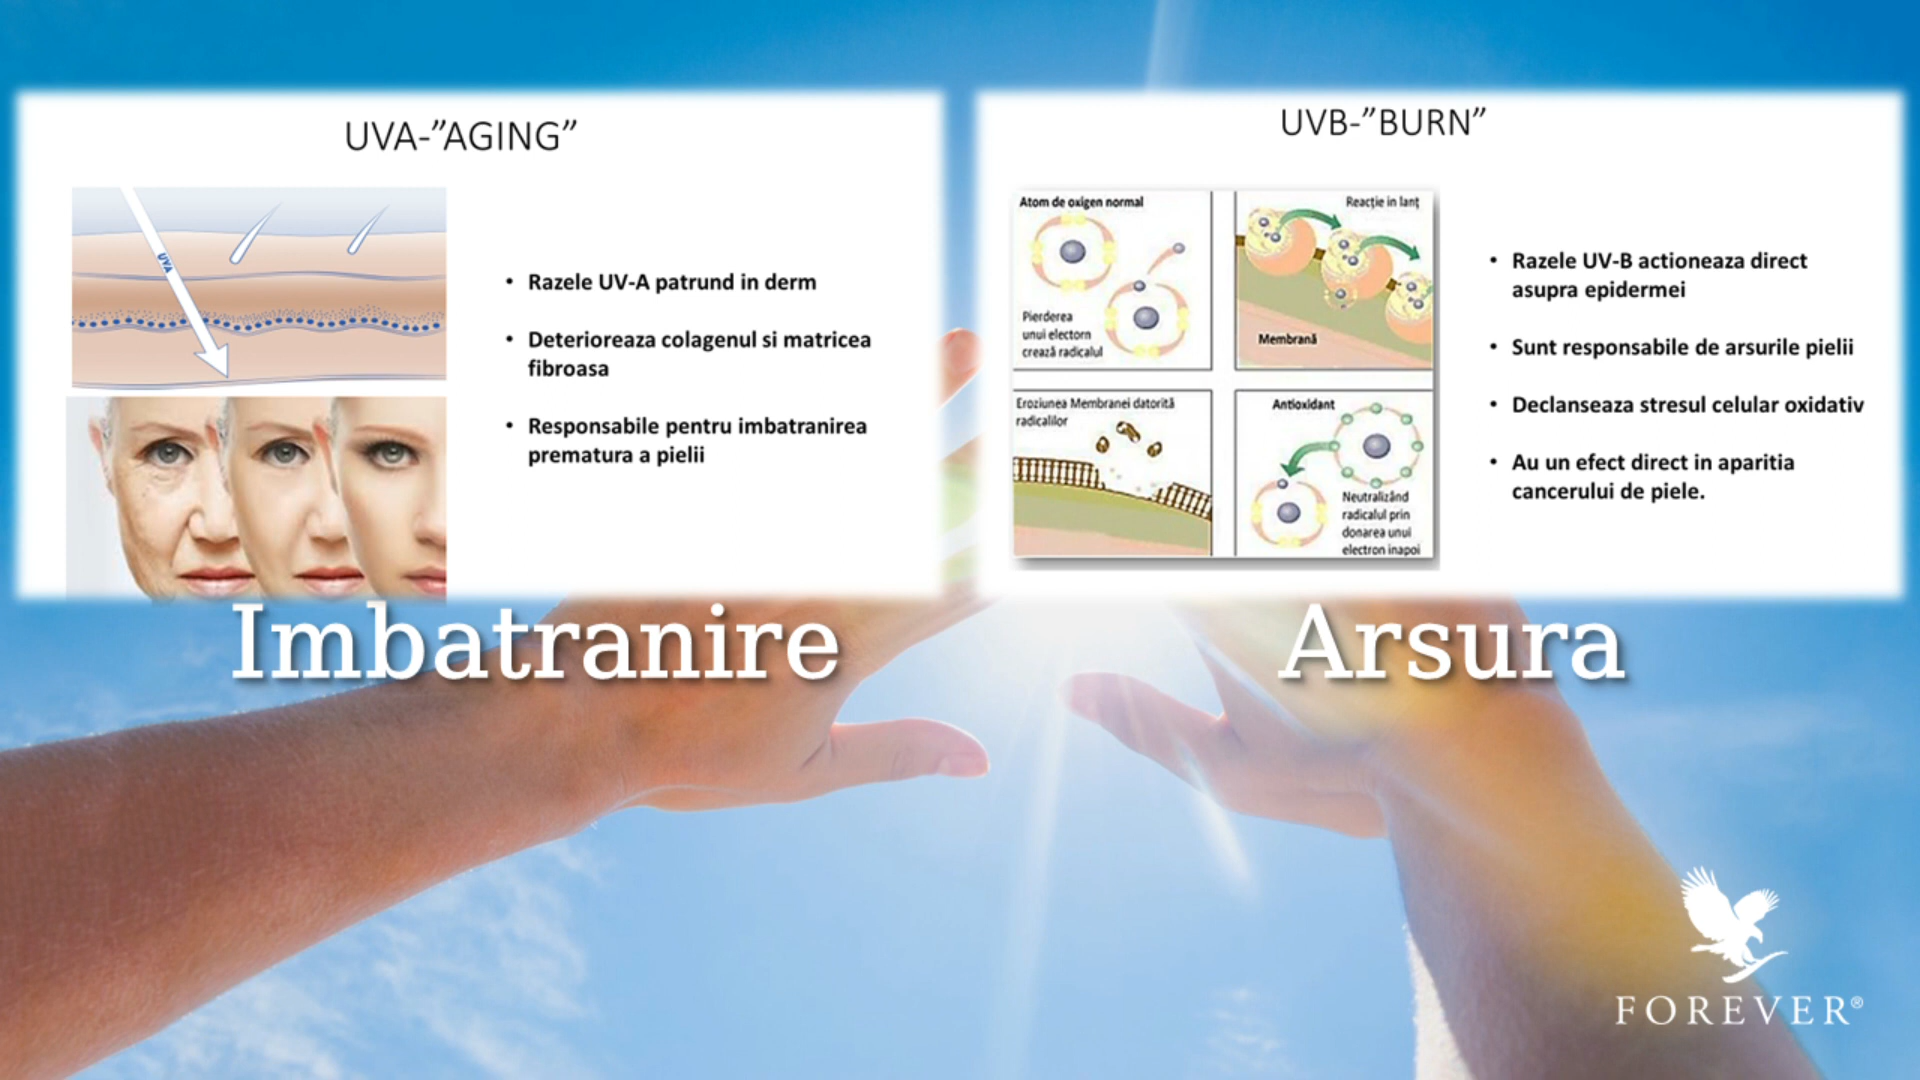 UVA-”AGING”
UVA
• Razele UV-A patrund in derm
• Deterioreaza colagenul si matricea
fibroasa
• Responsabile pentru imbatranirea
prematura a pielii
Imbatranire
UVB-”BURN”
Atom de oxigen normal
Pierderea
unui electorn
crează radicalul
Reacție in lanț
Membrană
Eroziunea Membranei datorită
radicalilor
Antioxidant
Neutralizând
radicalul prin
donarea unui
electron inapoi
• Razele UV-B actioneaza direct
asupra epidermei
• Sunt responsabile de arsurile pielii
• Declanseaza stresul celular oxidativ
• Au un efect direct in aparitia
cancerului de piele.
Arsura
FOREVER®